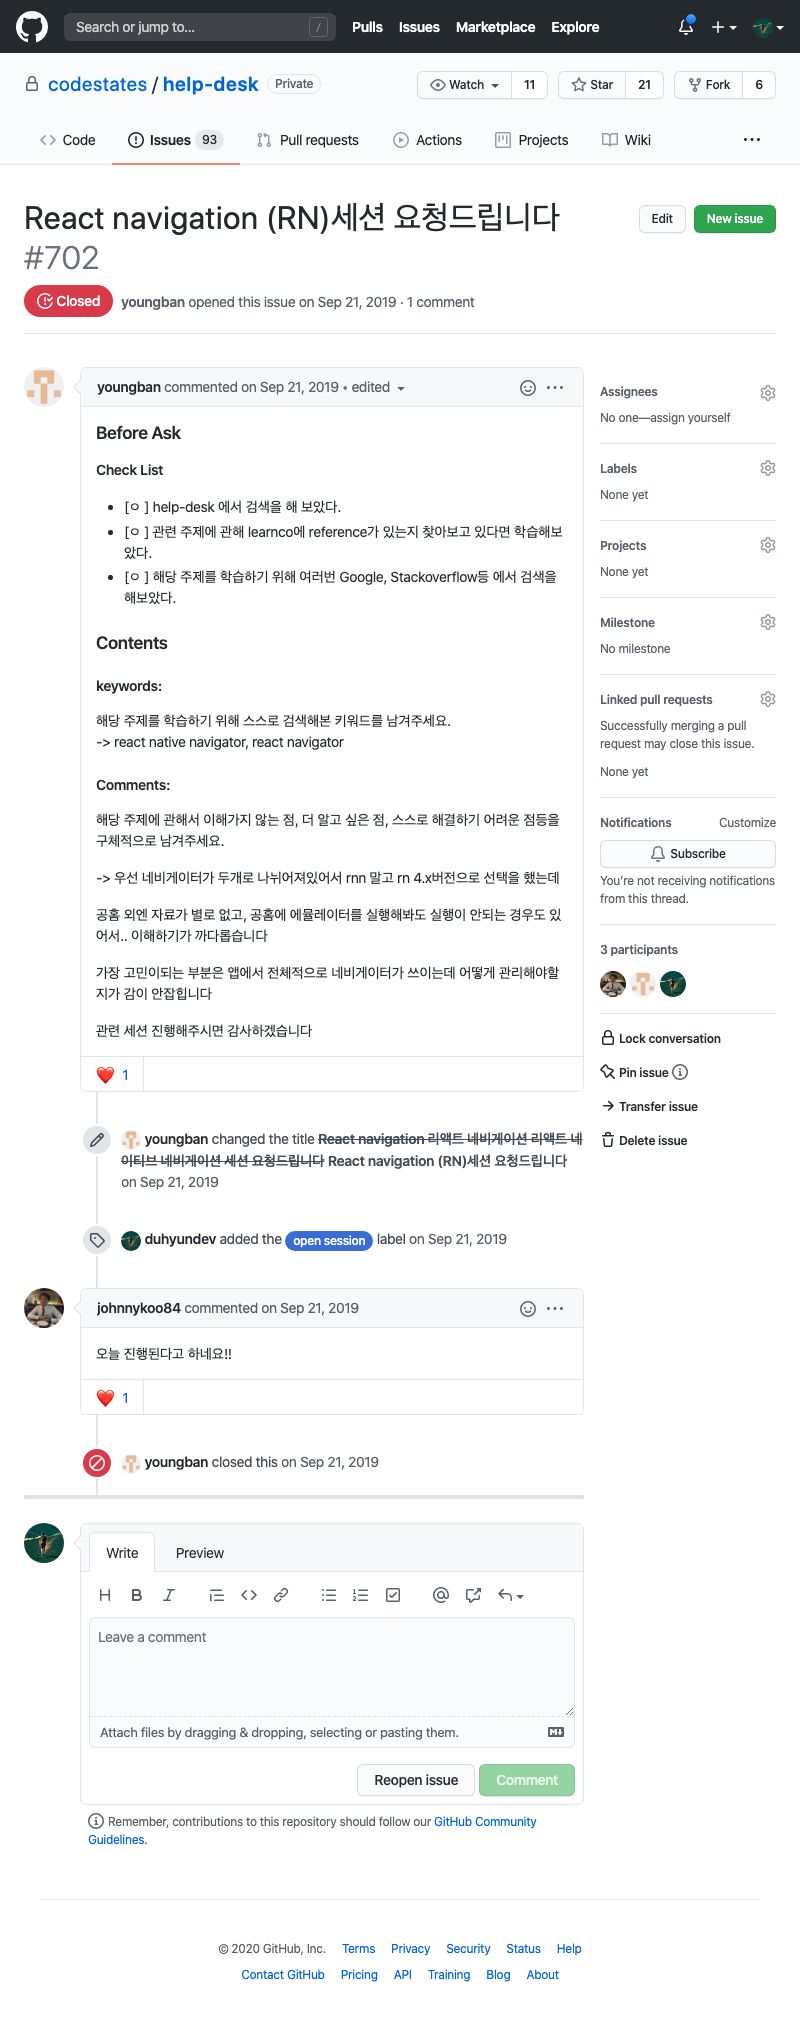 Search or jump to...
/
Pulls Issues Marketplace Explore
codestates / help-desk Private
Watch 11
Star 21
Fork 6
Code
Issues 93
Pull requests
Actions
Projects
Wiki
React navigation (RN)세션 요청드립니다
#702
Edit
New issue
Closed
youngban opened this issue on Sep 21, 2019 · 1 comment
youngban commented on Sep 21, 2019 • edited
Before Ask
Check List
[ㅇ ] help-desk 에서 검색을 해 보았다.
[ㅇ ] 관련 주제에 관해 learnco에 reference가 있는지 찾아보고 있다면 학습해보
았다.
[ㅇ ] 해당 주제를 학습하기 위해 여러번 Google, Stackoverflow등 에서 검색을
해보았다.
Contents
keywords:
해당 주제를 학습하기 위해 스스로 검색해본 키워드를 남겨주세요.
-> react native navigator, react navigator
Comments:
해당 주제에 관해서 이해가지 않는 점, 더 알고 싶은 점, 스스로 해결하기 어려운 점등을
구체적으로 남겨주세요.
-> 우선 네비게이터가 두개로 나뉘어져있어서 rnn 말고 rn 4.x버전으로 선택을 했는데
공홈 외엔 자료가 별로 없고, 공홈에 에뮬레이터를 실행해봐도 실행이 안되는 경우도 있
어서.. 이해하기가 까다롭습니다
가장 고민이되는 부분은 앱에서 전체적으로 네비게이터가 쓰이는데 어떻게 관리해야할
지가 감이 안잡힙니다
관련 세션 진행해주시면 감사하겠습니다
❤️ 1
youngban changed the title React navigation 리액트 네비게이션 리액트 네
이티브 네비게이션 세션 요청드립니다 React navigation (RN)세션 요청드립니다
on Sep 21, 2019
duhyundev added the open session label on Sep 21, 2019
johnnykoo84 commented on Sep 21, 2019
오늘 진행된다고 하네요!!
❤️ 1
youngban closed this on Sep 21, 2019
Write
Preview
H B I
Leave a comment
Attach files by dragging & dropping, selecting or pasting them.
Reopen issue
Comment
Remember, contributions to this repository should follow our GitHub Community
Guidelines.
Assignees
No one—assign yourself
Labels
None yet
Projects
None yet
Milestone
No milestone
Linked pull requests
Successfully merging a pull
request may close this issue.
None yet
Notifications Customize
Subscribe
You're not receiving notifications
from this thread.
3 participants
Lock conversation
Pin issue
Transfer issue
Delete issue
© 2020 GitHub, Inc. Terms Privacy Security Status Help
Contact GitHub Pricing API Training Blog About